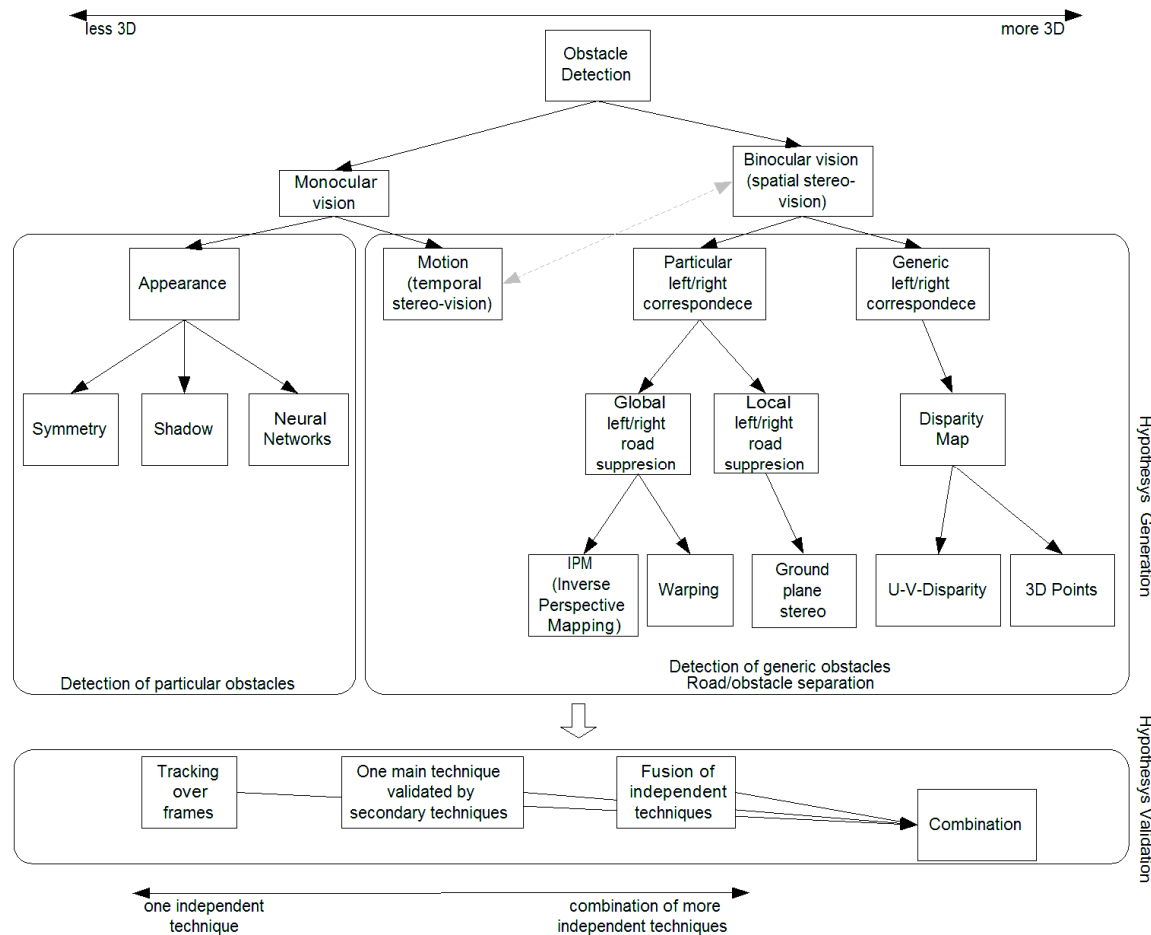 less 3D
more 3D
Obstacle
Detection
Monocular
vision
Binocular vision
(spatial stereo-
vision)
Appearance
Motion
(temporal
stereo-vision)
Particular
left/right
correspondece
Generic
left/right
correspondece
Symmetry
Shadow
Neural
Networks
Global
left/right
road
suppresion
Local
left/right
road
suppresion
Disparity
Map
IPM
(Inverse
Perspective
Mapping)
Warping
Ground
plane
stereo
U-V-Disparity
3D Points
Detection of particular obstacles
Detection of generic obstacles
Road/obstacle separation
Hypothesys Generation
Tracking
over
frames
One main technique
validated by
secondary techniques
Fusion of
independent
techniques
Combination
Hypothesys Validation
one independent
technique
combination of more
independent techniques